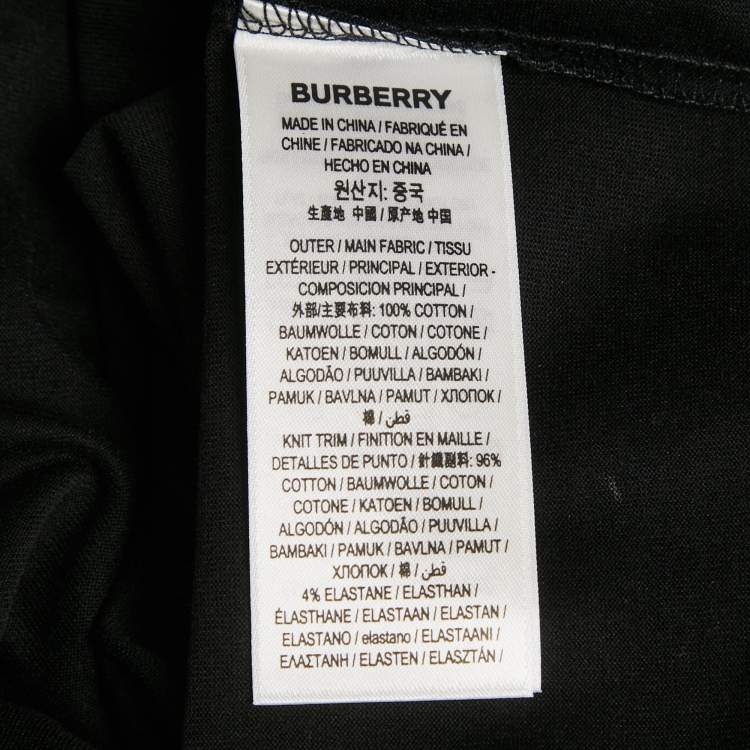 BURBERRY
MADE IN CHINA / FABRIQUÉ EN
CHINE / FABRICADO NA CHINA /
HECHO EN CHINA
원산지: 중국
生產地 中國 / 原产地 中国
OUTER / MAIN FABRIC / TISSU
EXTÉRIEUR / PRINCIPAL / EXTERIOR -
COMPOSICION PRINCIPAL /
外部/主要布料: 100% COTTON /
BAUMWOLLE / COTON / COTONE /
KATOEN / BOMULL / ALGODÓN /
ALGODÃO / PUUVILLA / BAMBAKI /
PAMUK / BAVLNA / PAMUT / ХЛОПОК /
棉 / قطن /
KNIT TRIM / FINITION EN MAILLE /
DETALLES DE PUNTO / 針織副料: 96%
COTTON / BAUMWOLLE / COTON /
COTONE / KATOEN / BOMULL /
ALGODÓN / ALGODÃO / PUUVILLA /
BAMBAKI / PAMUK / BAVLNA / PAMUT /
ХЛОПОК / 棉 / قطن /
4% ELASTANE / ELASTHAN /
ÉLASTHANE / ELASTAAN / ELASTAN /
ELASTANO / elastano / ELASTAANI /
ΕΛΑΣΤΑΝΗ / ELASTEN / ELASZTÁN /